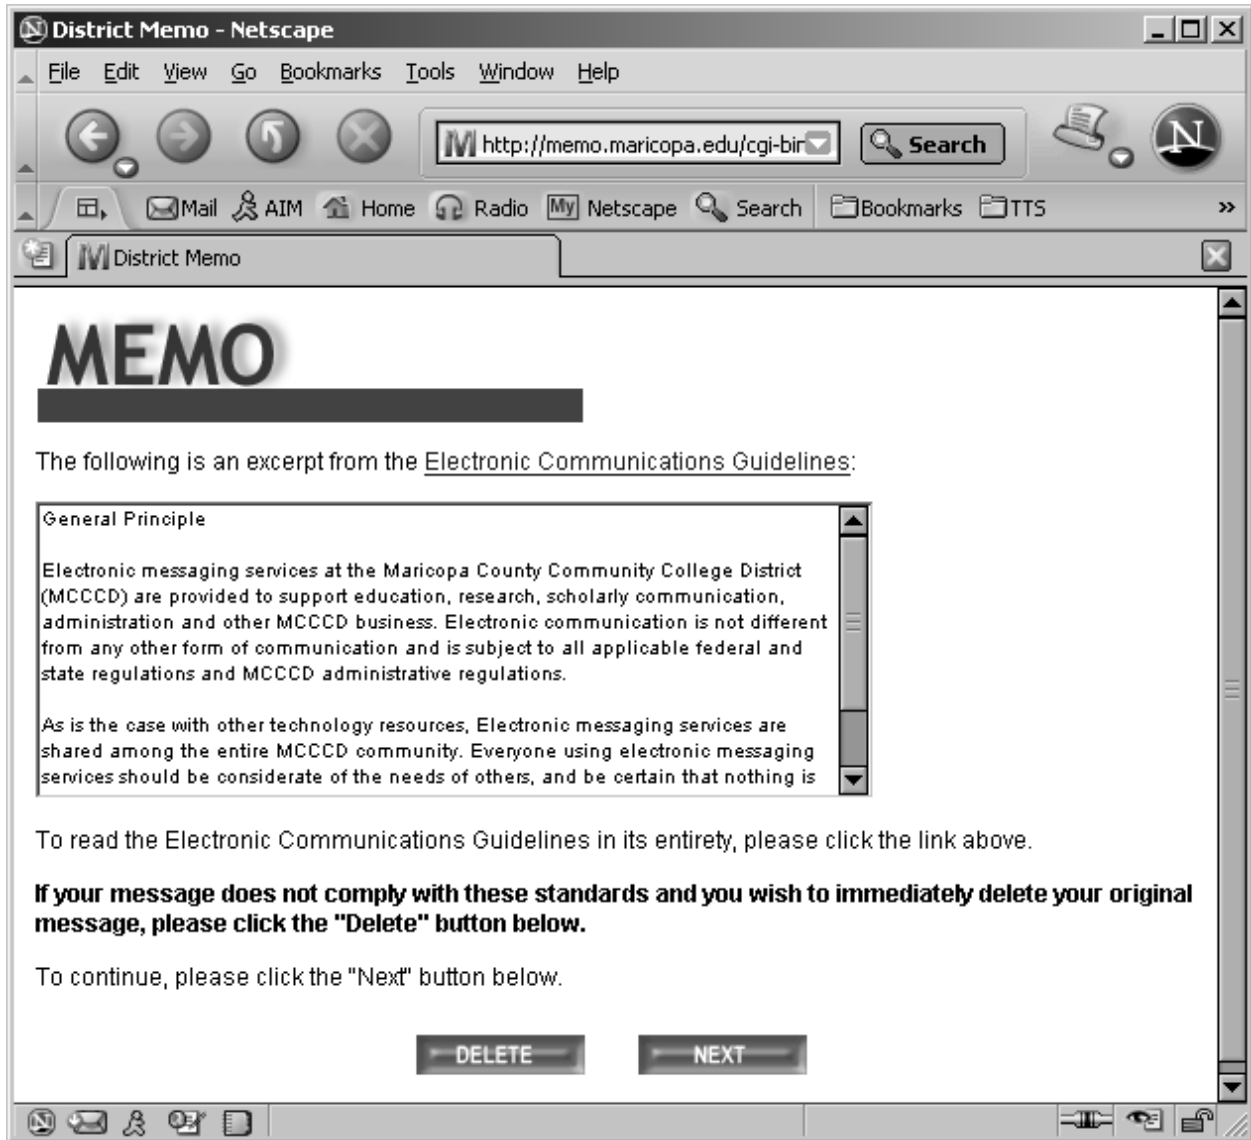 District Memo - Netscape
File Edit View Go Bookmarks Tools Window Help
http://memo.maricopa.edu/cgi-bin Search N
Mail AIM Home Radio My Netscape Search Bookmarks TTS »
District Memo
MEMO
The following is an excerpt from the Electronic Communications Guidelines:
General Principle
Electronic messaging services at the Maricopa County Community College District
(MCCCD) are provided to support education, research, scholarly communication,
administration and other MCCCD business. Electronic communication is not different
from any other form of communication and is subject to all applicable federal and
state regulations and MCCCD administrative regulations.
As is the case with other technology resources, Electronic messaging services are
shared among the entire MCCCD community. Everyone using electronic messaging
services should be considerate of the needs of others, and be certain that nothing is
To read the Electronic Communications Guidelines in its entirety, please click the link above.
If your message does not comply with these standards and you wish to immediately delete your original
message, please click the "Delete" button below.
To continue, please click the "Next" button below.
DELETE NEXT